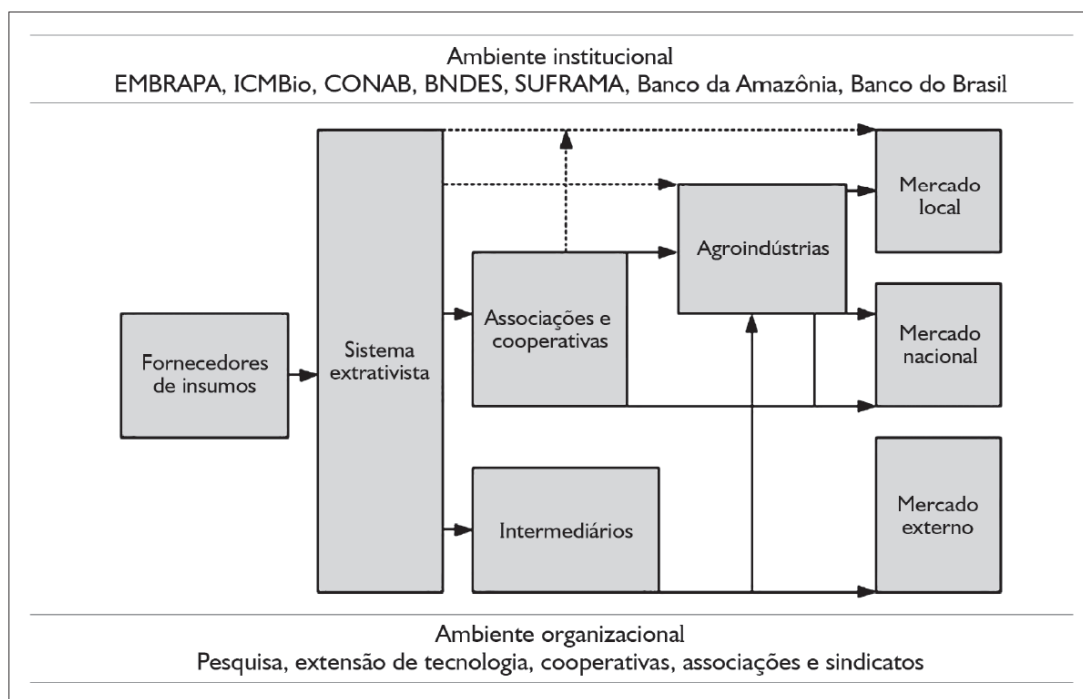 Ambiente institucional
EMBRAPA, ICMBio, CONAB, BNDES, SUFRAMA, Banco da Amazônia, Banco do Brasil
Fornecedores
de insumos
Sistema
extrativista
Associações e
cooperativas
Intermediários
Agroindústrias
Mercado
local
Mercado
nacional
Mercado
externo
Ambiente organizacional
Pesquisa, extensão de tecnologia, cooperativas, associações e sindicatos